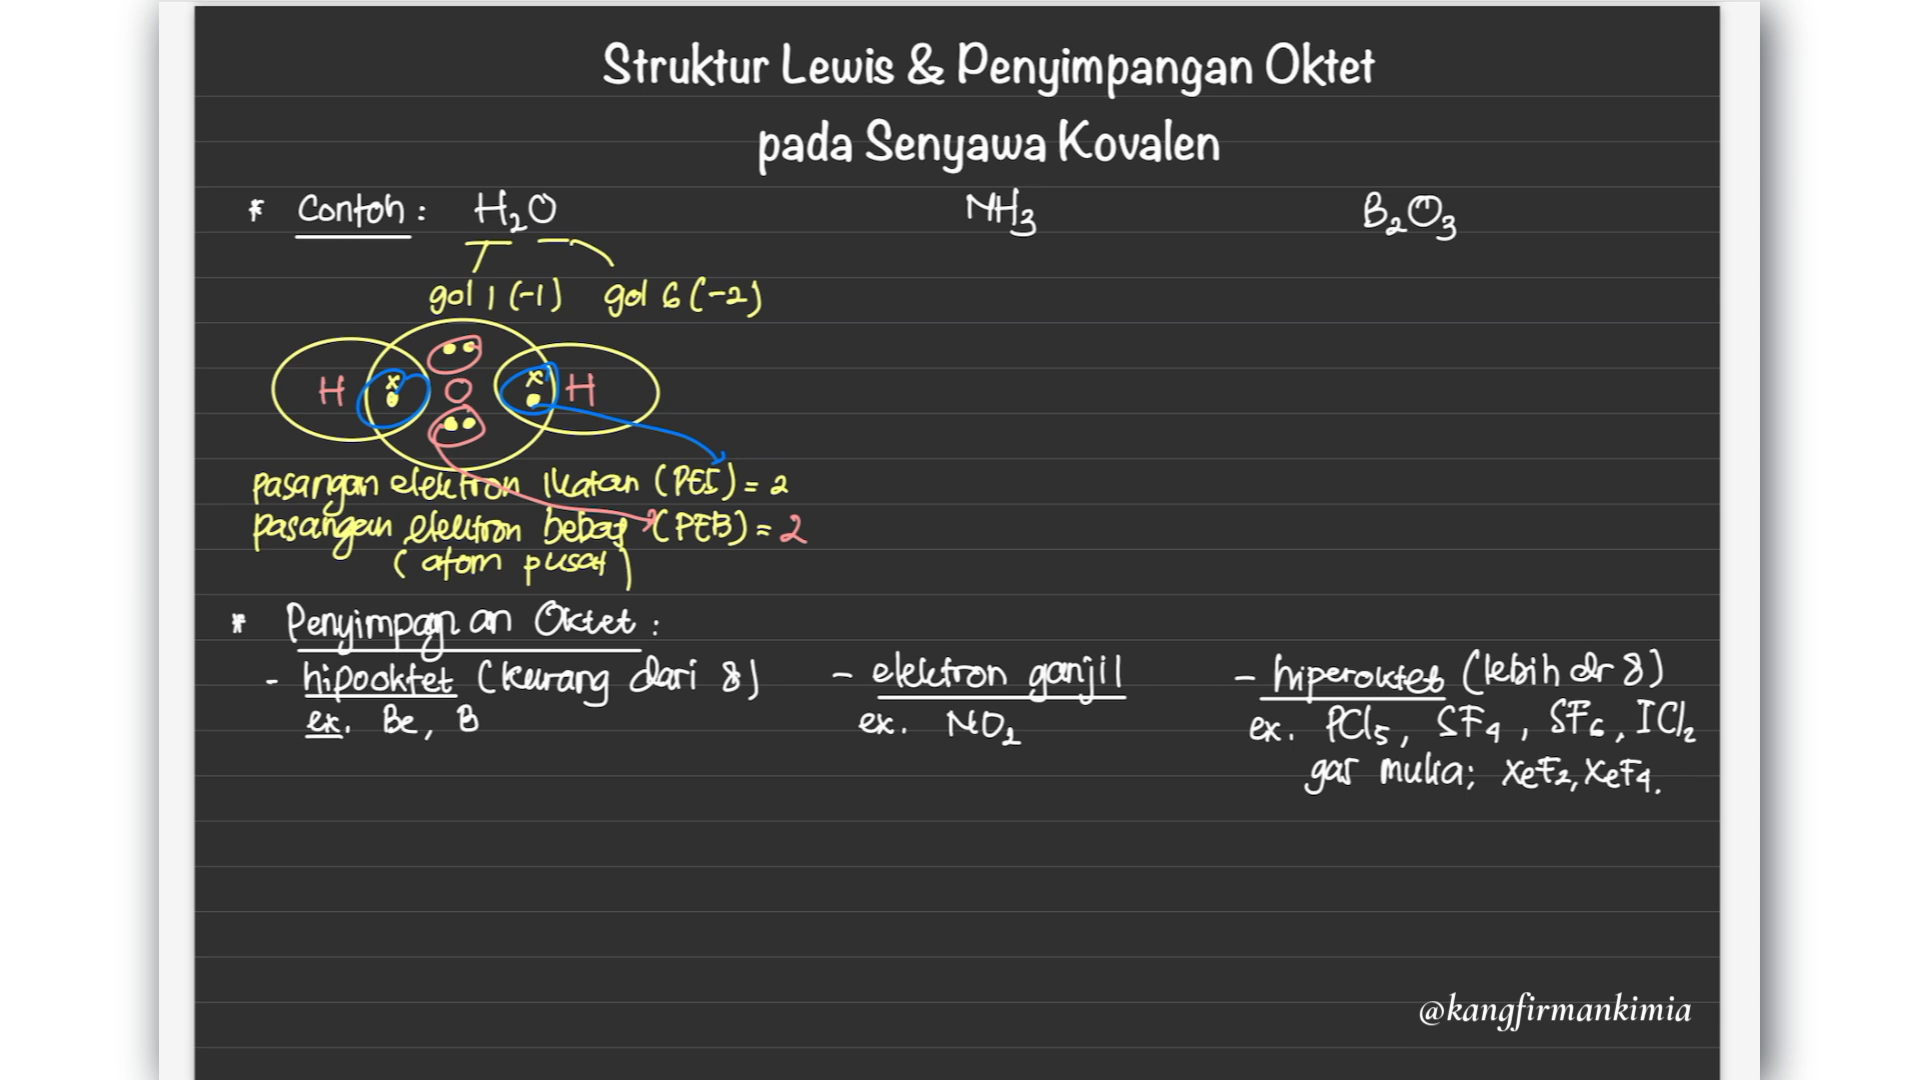 Struktur Lewis & Penyimpangan Oktet
pada Senyawa Kovalen
* Contoh : H₂O NH₃ B₂O₃
gol 1 (-1) gol 6 (-2)
H x O x H
pasangan elektron Ikatan (PEI) = 2
pasangan elektron bebas (PEB) = 2
( atom pusat )
* Penyimpangan Oktet :
- hipooktet (kurang dari 8) - elektron ganjil - hiperoktet (lebih dr 8)
ex. Be, B ex. NO₂ ex. PCl₅, SF₄, SF₆, ICl₂
gas mulia; XeF₂, XeF₄.
@kangfirmankimia